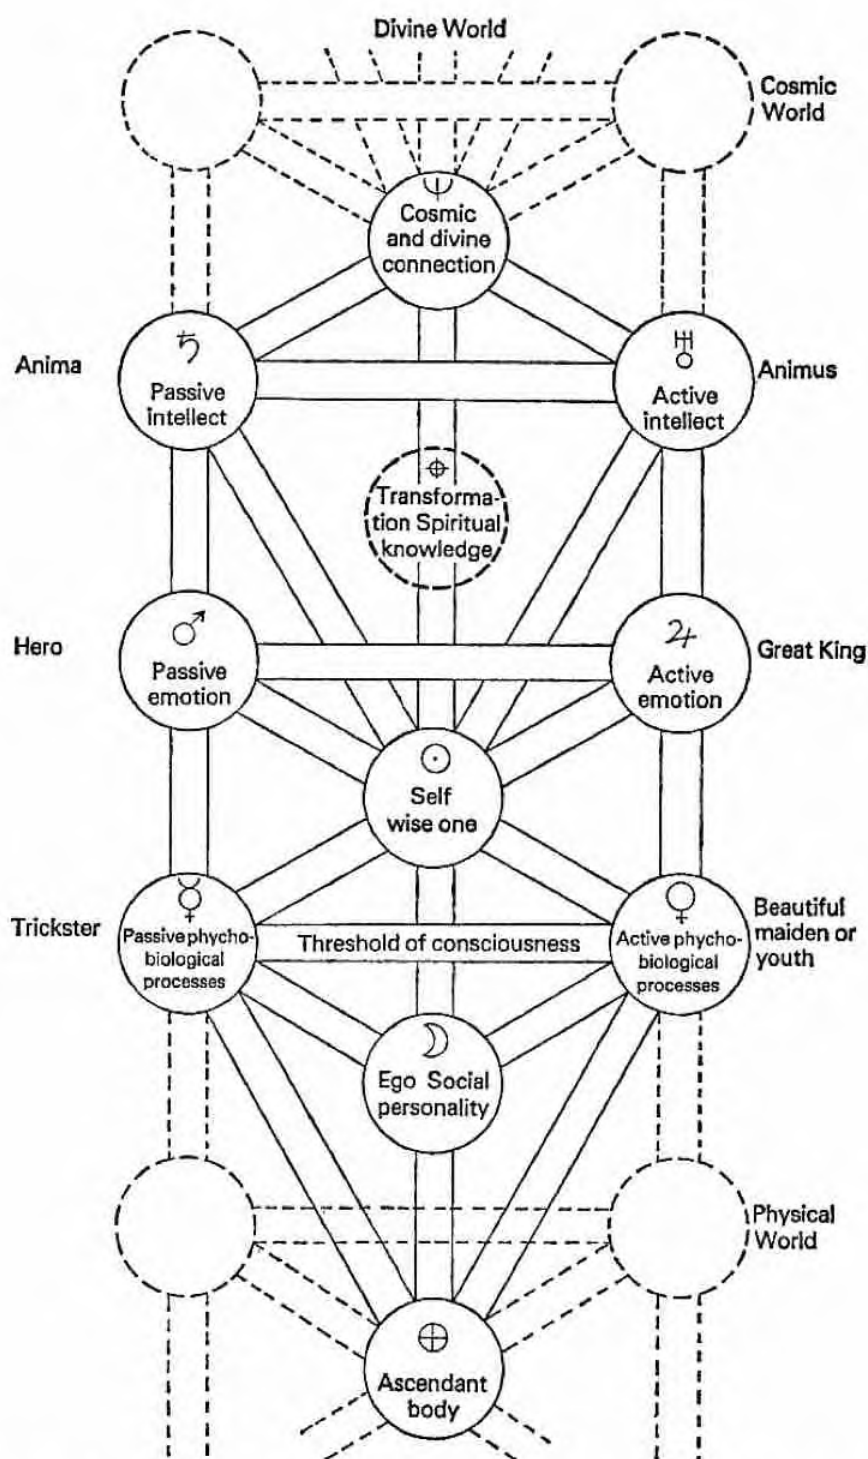 Divine World
Cosmic
World
Cosmic
and divine
connection
Anima
Passive
intellect
Active
intellect
Animus
Transforma-
tion Spiritual
knowledge
Hero
Passive
emotion
Active
emotion
Great King
Self
wise one
Trickster
Passive phycho-
biological
processes
Threshold of consciousness
Active phycho-
biological
processes
Beautiful
maiden or
youth
Ego Social
personality
Physical
World
Ascendant
body